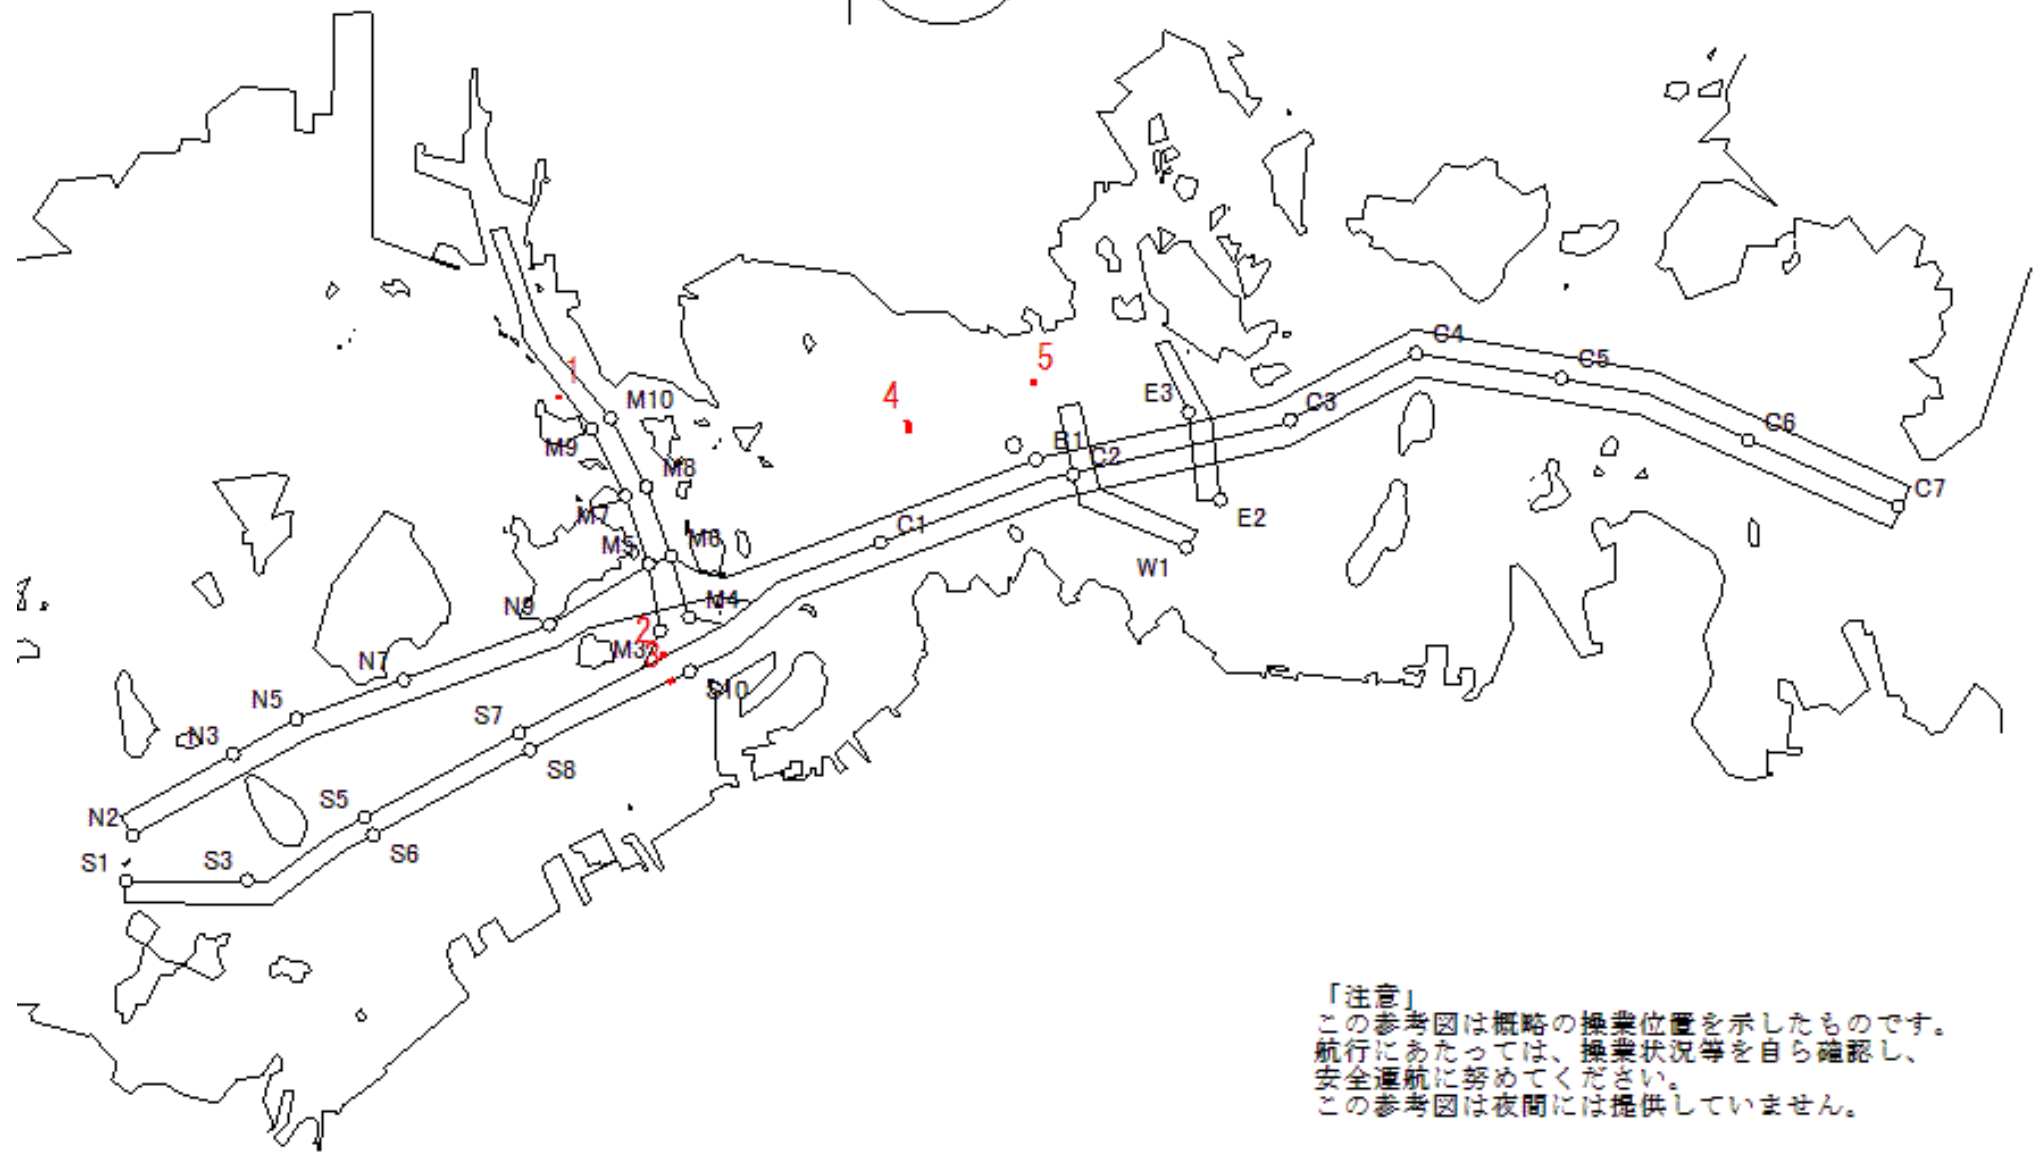 C4
C5
1
5
E3
4
M10
C3
C6
M9
B1
C2
M8
C7
M7
E2
C1
M5
M6
W1
N9
M4
2
M3
3
N7
S10
N5
S7
N3
S8
S5
N2
S6
S1
S3
「注意」
この参考図は概略の操業位置を示したものです。
航行にあたっては、操業状況等を自ら確認し、
安全運航に努めてください。
この参考図は夜間には提供していません。